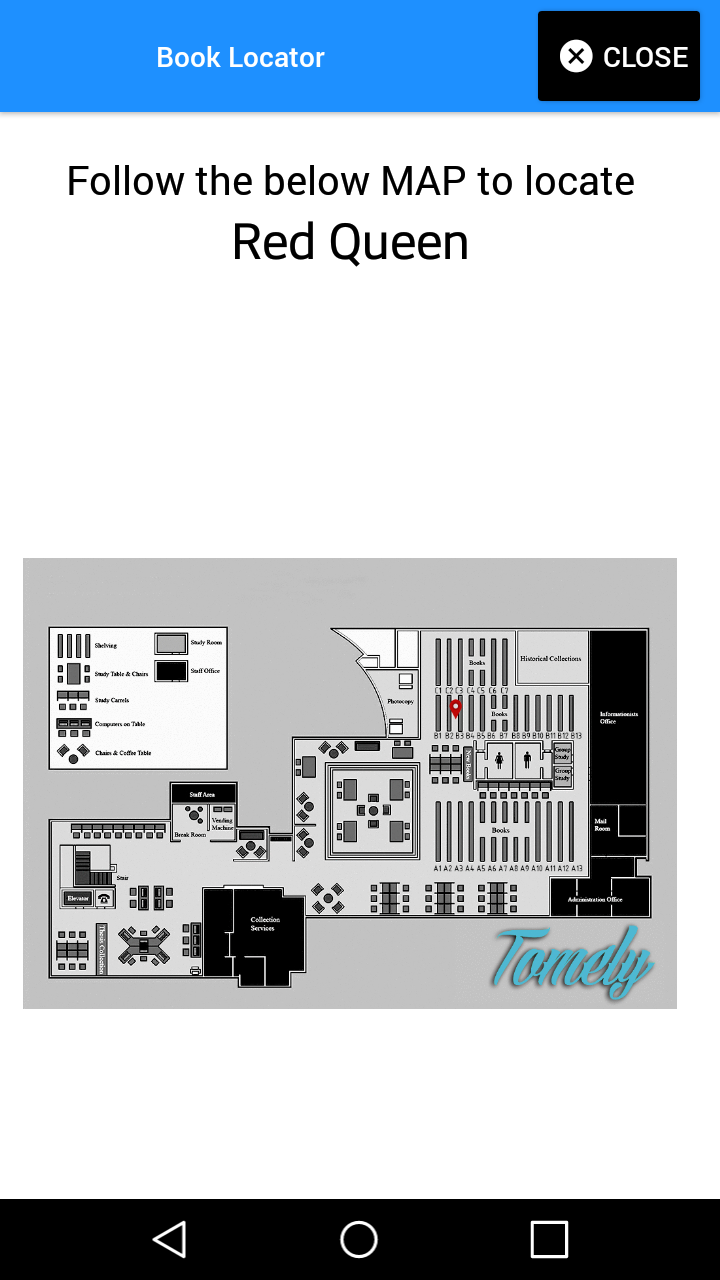 Book Locator
CLOSE
Follow the below MAP to locate
Red Queen
Shelving
Study Room
Study Table & Chairs
Staff Office
Study Carrels
Computers on Table
Chairs & Coffee Table
Books
Historical Collections
C1 C2 C3 C4 C5 C6 C7
Photocopy
Books
Informationists
Office
B1 B2 B3 B4 B5 B6 B7 B8 B9 B10 B11 B12 B13
New Books
Group
Study
Group
Study
Staff Area
Vending
Machine
Break Room
Mail
Room
Books
A1 A2 A3 A4 A5 A6 A7 A8 A9 A10 A11 A12 A13
Stair
Elevator
Administration Office
Collection
Services
Thesis Collection
Tomely